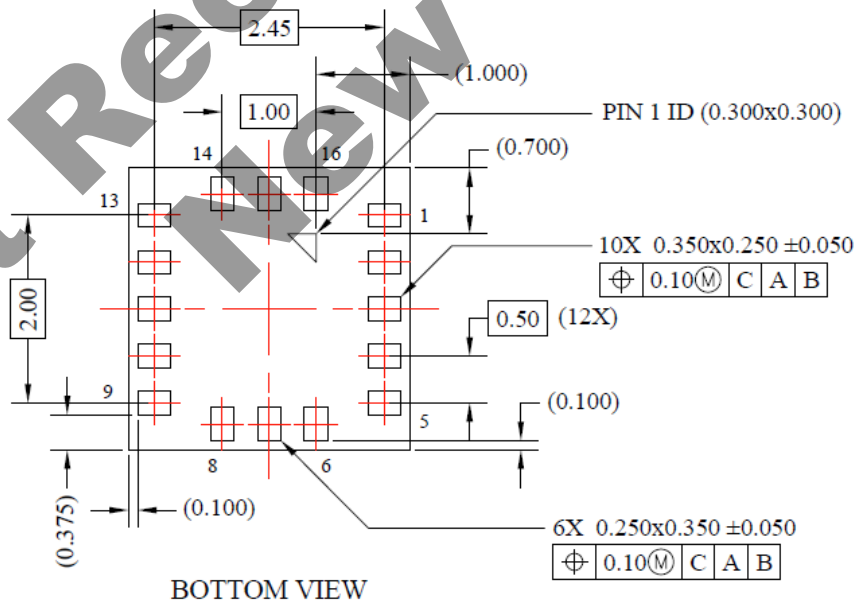 2.45
(1.000)
1.00
PIN 1 ID (0.300x0.300)
14
16
(0.700)
13
1
10X 0.350x0.250 ±0.050
⌖ 0.10Ⓜ C A B
2.00
0.50 (12X)
9
5
(0.100)
8
6
(0.375)
(0.100)
6X 0.250x0.350 ±0.050
⌖ 0.10Ⓜ C A B
BOTTOM VIEW
New